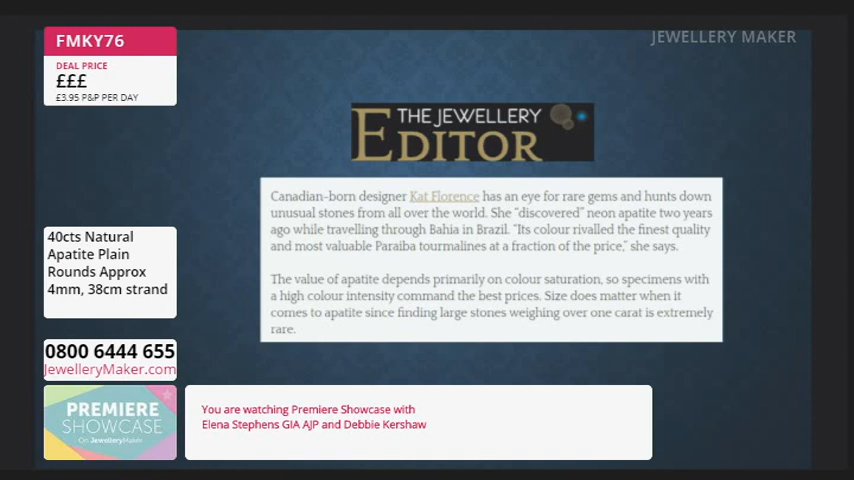 FMKY76
DEAL PRICE
£££
£3.95 P&P PER DAY
JEWELLERY MAKER
THE JEWELLERY
EDITOR
Canadian-born designer Kat Florence has an eye for rare gems and hunts down
unusual stones from all over the world. She “discovered” neon apatite two years
ago while travelling through Bahia in Brazil. “Its colour rivalled the finest quality
and most valuable Paraiba tourmalines at a fraction of the price,” she says.
The value of apatite depends primarily on colour saturation, so specimens with
a high colour intensity command the best prices. Size does matter when it
comes to apatite since finding large stones weighing over one carat is extremely
rare.
40cts Natural
Apatite Plain
Rounds Approx
4mm, 38cm strand
0800 6444 655
JewelleryMaker.com
PREMIERE
SHOWCASE
On JewelleryMaker
You are watching Premiere Showcase with
Elena Stephens GIA AJP and Debbie Kershaw